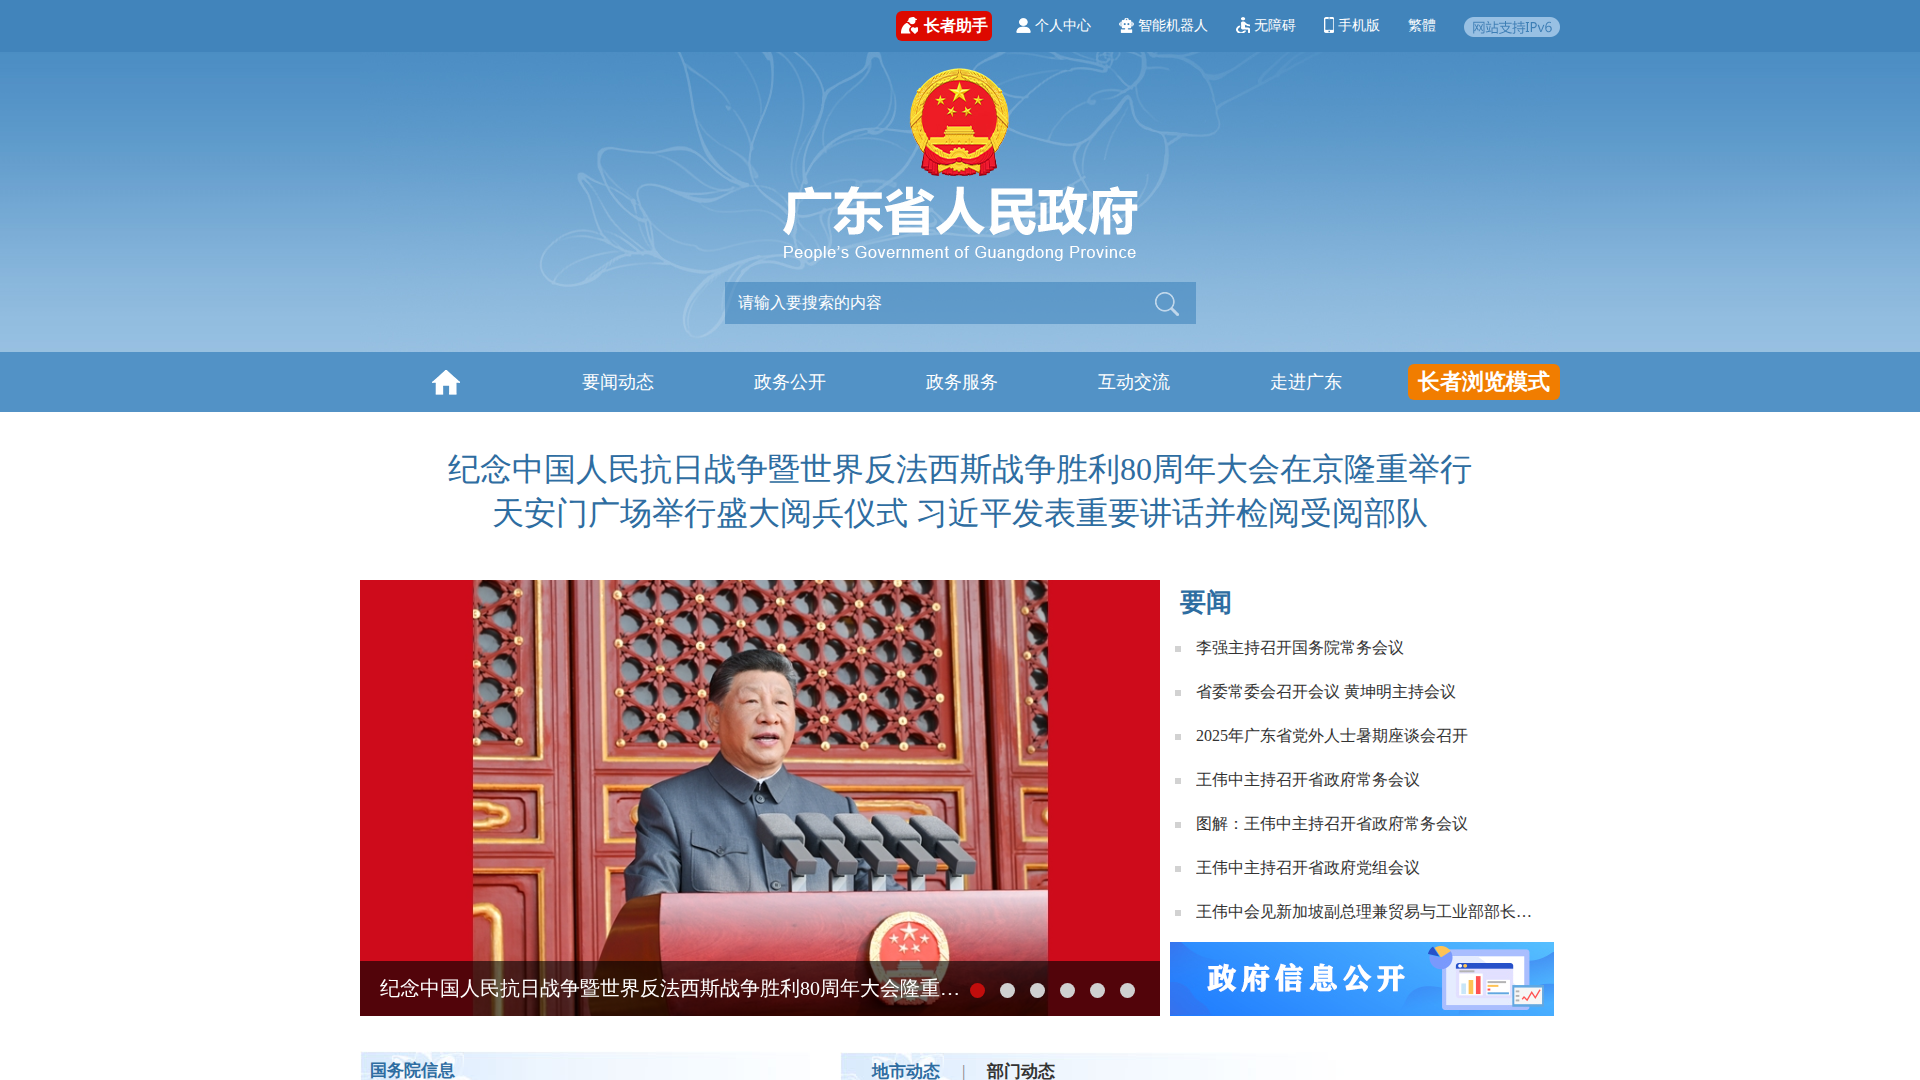 长者助手
个人中心
智能机器人
无障碍
手机版
繁體
网站支持IPv6
广东省人民政府
People's Government of Guangdong Province
请输入要搜索的内容
要闻动态
政务公开
政务服务
互动交流
走进广东
长者浏览模式
纪念中国人民抗日战争暨世界反法西斯战争胜利80周年大会在京隆重举行
天安门广场举行盛大阅兵仪式 习近平发表重要讲话并检阅受阅部队
纪念中国人民抗日战争暨世界反法西斯战争胜利80周年大会隆重…
要闻
李强主持召开国务院常务会议
省委常委会召开会议 黄坤明主持会议
2025年广东省党外人士暑期座谈会召开
王伟中主持召开省政府常务会议
图解：王伟中主持召开省政府常务会议
王伟中主持召开省政府党组会议
王伟中会见新加坡副总理兼贸易与工业部部长…
政府信息公开
国务院信息
地市动态 | 部门动态